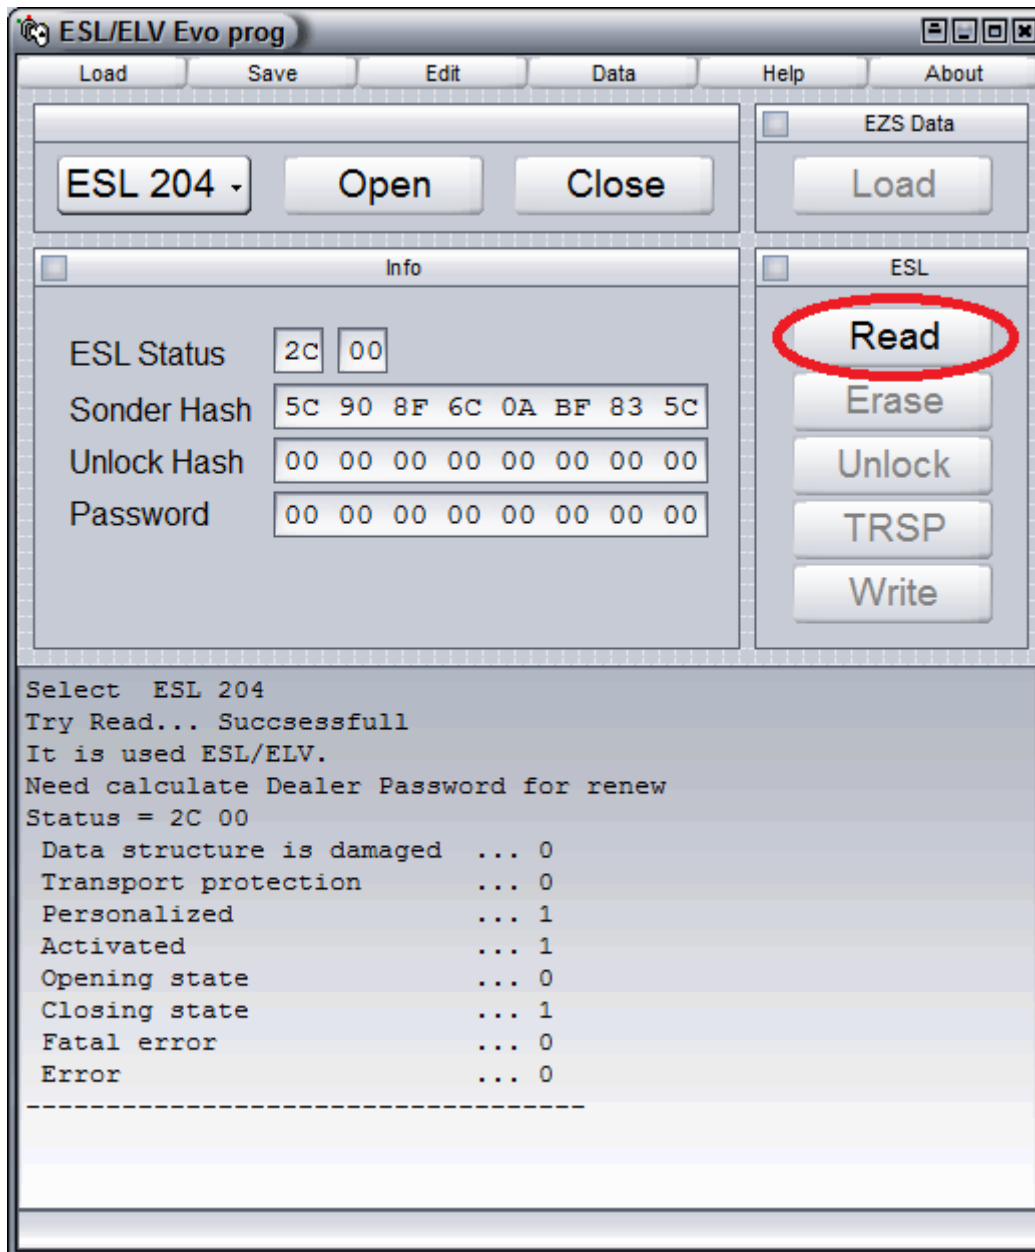 ESL/ELV Evo prog
Load Save Edit Data Help About
EZS Data
ESL 204 Open Close Load
Info ESL
Read
ESL Status 2C 00
Erase
Sonder Hash 5C 90 8F 6C 0A BF 83 5C
Unlock Hash 00 00 00 00 00 00 00 00
Unlock
Password 00 00 00 00 00 00 00 00
TRSP
Write
Select ESL 204
Try Read... Succsessfull
It is used ESL/ELV.
Need calculate Dealer Password for renew
Status = 2C 00
Data structure is damaged ... 0
Transport protection ... 0
Personalized ... 1
Activated ... 1
Opening state ... 0
Closing state ... 1
Fatal error ... 0
Error ... 0
-----------------------------------